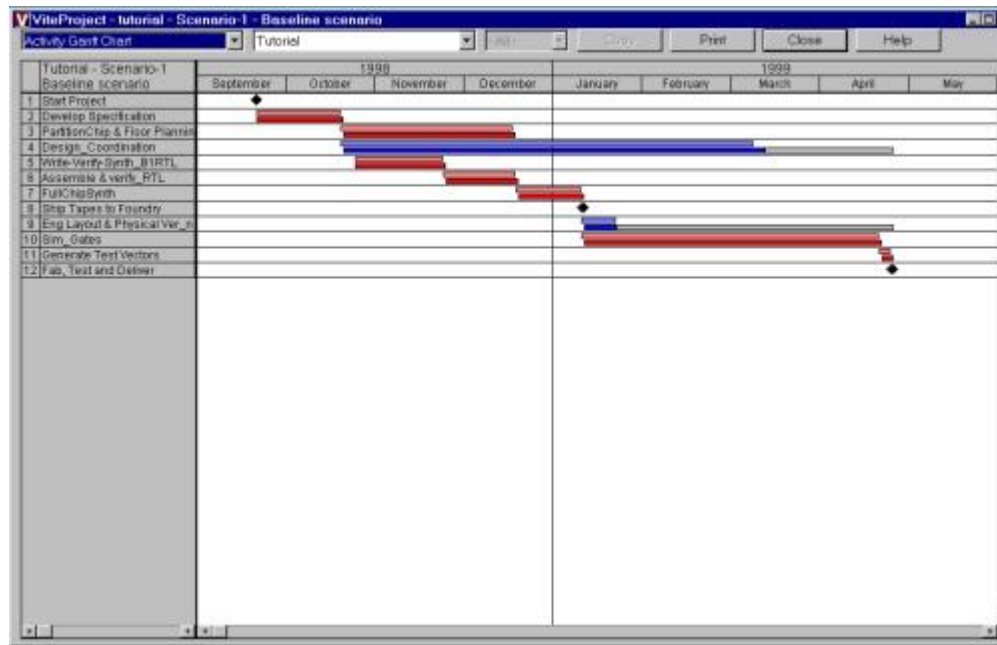 ViteProject - tutorial - Scenario-1 - Baseline scenario
Activity Gantt Chart Tutorial Copy Print Close Help
Tutorial - Scenario-1 1998 1999
Baseline scenario September October November December January February March April May
1 Start Project
2 Develop Specification
3 PartitionChip & Floor Plannin
4 Design_Coordination
5 Write-Verify-Synth_B1RTL
6 Assemble & verify_RTL
7 FullChipSynth
8 Ship Tapes to Foundry
9 Eng Layout & Physical Ver_n
10 Sim_Gates
11 Generate Test Vectors
12 Fab, Test and Deliver